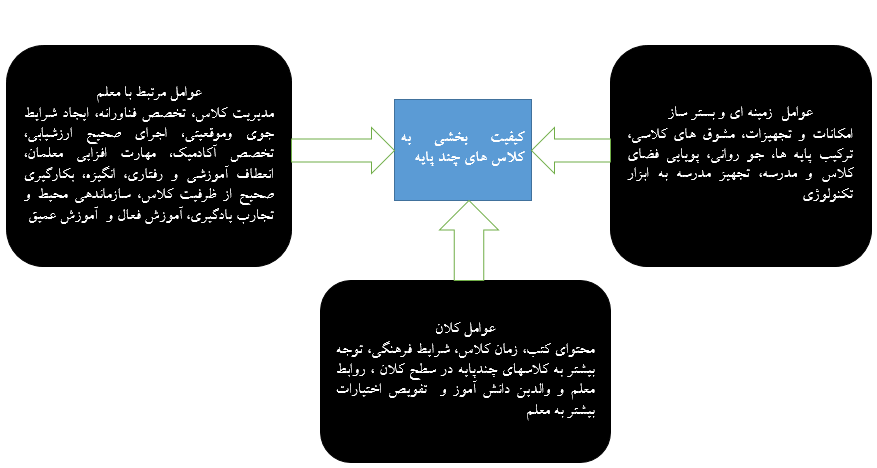 عوامل زمینه ای و بستر ساز
امکانات و تجهیزات، مشوق های کلاسی،
ترکیب پایه ها، جو روانی، پویایی فضای
کلاس و مدرسه، تجهیز مدرسه به ابزار
تکنولوژی
کیفیت بخشی به
کلاس های چند پایه
عوامل مرتبط با معلم
مدیریت کلاس، تخصص فناورانه، ایجاد شرایط
جوی وموقعیتی، اجرای صحیح ارزشیابی،
تخصص آکادمیک، مهارت افزایی معلمان،
انعطاف آموزشی و رفتاری، انگیزه، بکارگیری
صحیح از ظرفیت کلاس، سازماندهی محیط و
تجارب یادگیری، آموزش فعال و آموزش عمیق
عوامل کلان
محتوای کتب، زمان کلاس، شرایط فرهنگی، توجه
بیشتر به کلاسهای چندپایه در سطح کلان ، روابط
معلم و والدین دانش آموز و تفویض اختیارات
بیشتر به معلم